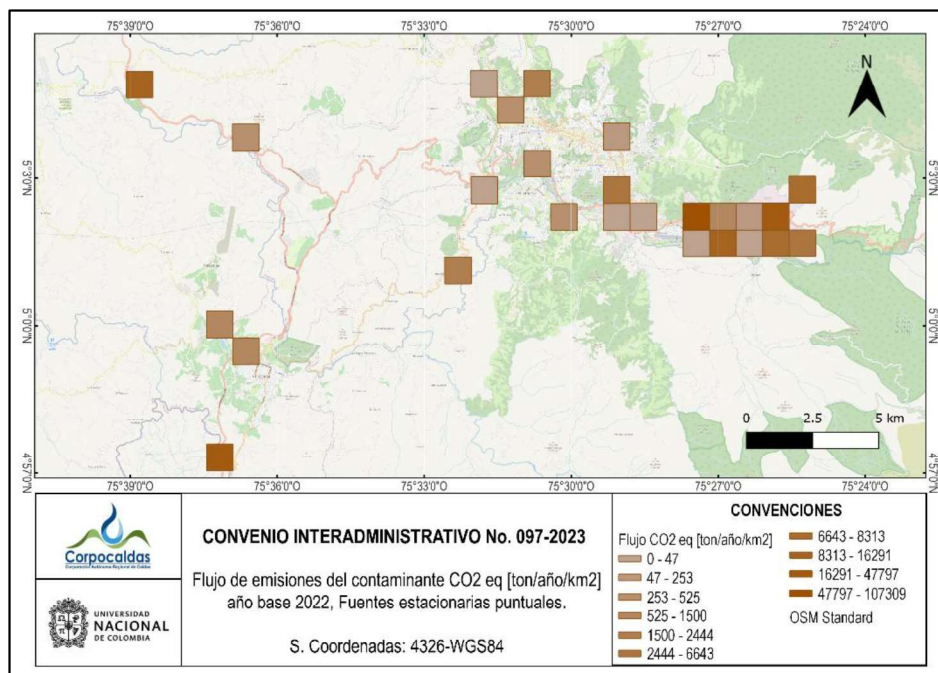 75°39'0"O 75°36'0"O 75°33'0"O 75°30'0"O 75°27'0"O 75°24'0"O
N
5°3'0"N 5°3'0"N
5°0'0"N 5°0'0"N
0 2.5 5 km
4°57'0"N 4°57'0"N
75°39'0"O 75°36'0"O 75°33'0"O 75°30'0"O 75°27'0"O 75°24'0"O
Corpocaldas
Corporación Autónoma Regional de Caldas
UNIVERSIDAD
NACIONAL
DE COLOMBIA
CONVENIO INTERADMINISTRATIVO No. 097-2023
Flujo de emisiones del contaminante CO2 eq [ton/año/km2]
año base 2022, Fuentes estacionarias puntuales.
S. Coordenadas: 4326-WGS84
CONVENCIONES
Flujo CO2 eq [ton/año/km2]
0 - 47
47 - 253
253 - 525
525 - 1500
1500 - 2444
2444 - 6643
6643 - 8313
8313 - 16291
16291 - 47797
47797 - 107309
OSM Standard